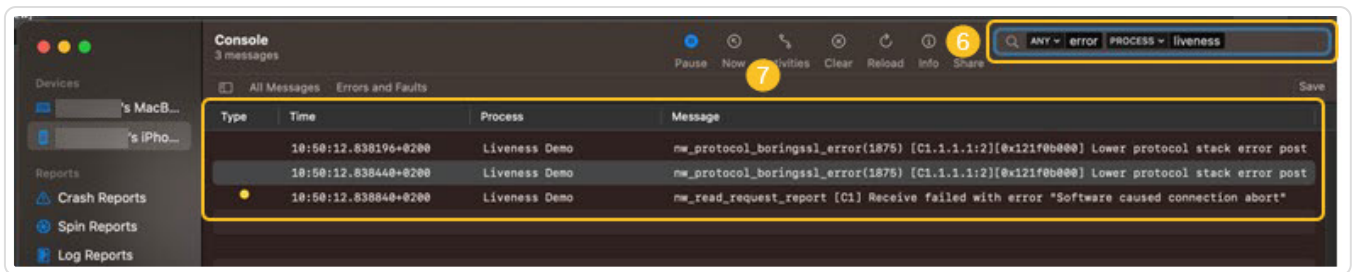 Console
3 messages
6
ANY error PROCESS liveness
Pause Now Activities Clear Reload Info Share
7
Devices
All Messages Errors and Faults
Save
's MacB...
Type Time Process Message
's iPho...
10:50:12.838196+0200 Liveness Demo nw_protocol_boringssl_error(1875) [C1.1.1.1:2][0x121f0b000] Lower protocol stack error post
Reports
10:50:12.838440+0200 Liveness Demo nw_protocol_boringssl_error(1875) [C1.1.1.1:2][0x121f0b000] Lower protocol stack error post
Crash Reports
10:50:12.838840+0200 Liveness Demo nw_read_request_report [C1] Receive failed with error "Software caused connection abort"
Spin Reports
Log Reports